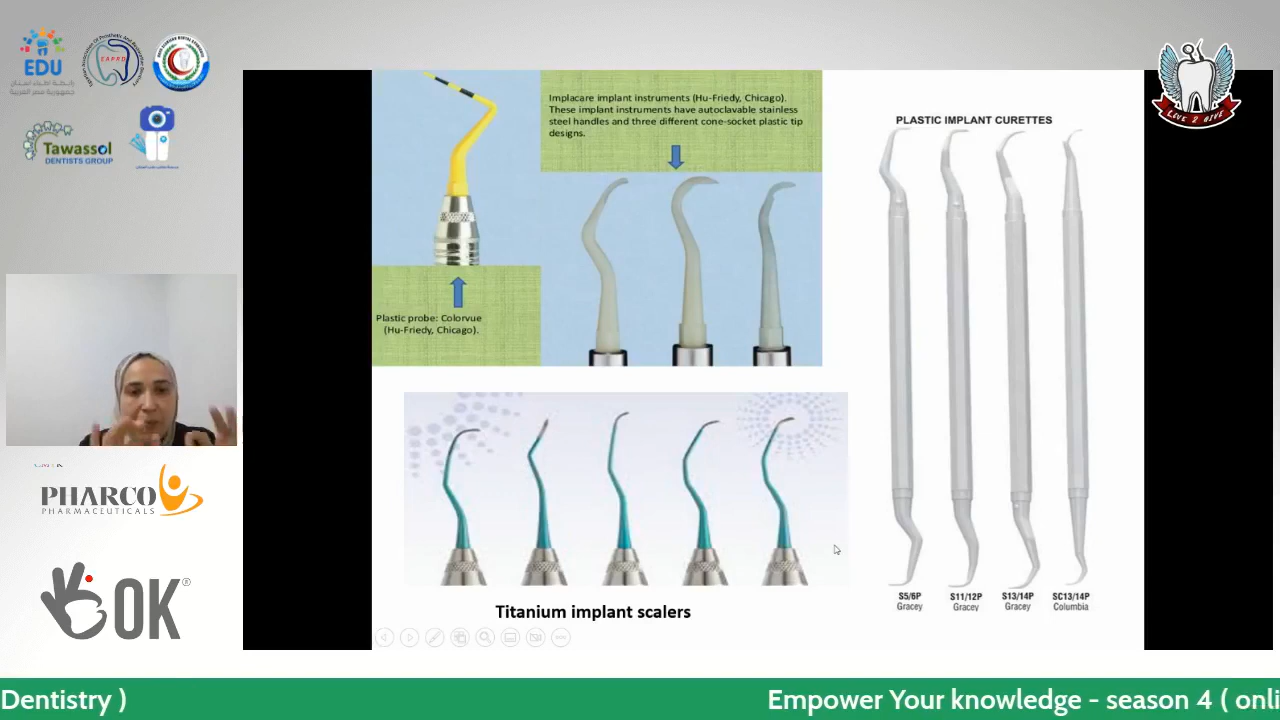 EDU
EAPRD
Tawassol
DENTISTS GROUP
LOVE 2 GIVE
Implacare implant instruments (Hu-Friedy, Chicago).
These implant instruments have autoclavable stainless
steel handles and three different cone-socket plastic tip
designs.
Plastic probe: Colorvue
(Hu-Friedy, Chicago).
PLASTIC IMPLANT CURETTES
S5/6P
Gracey
S11/12P
Gracey
S13/14P
Gracey
SC13/14P
Columbia
Titanium implant scalers
PHARCO
PHARMACEUTICALS
OK®
Dentistry )
Empower Your knowledge - season 4 ( onli